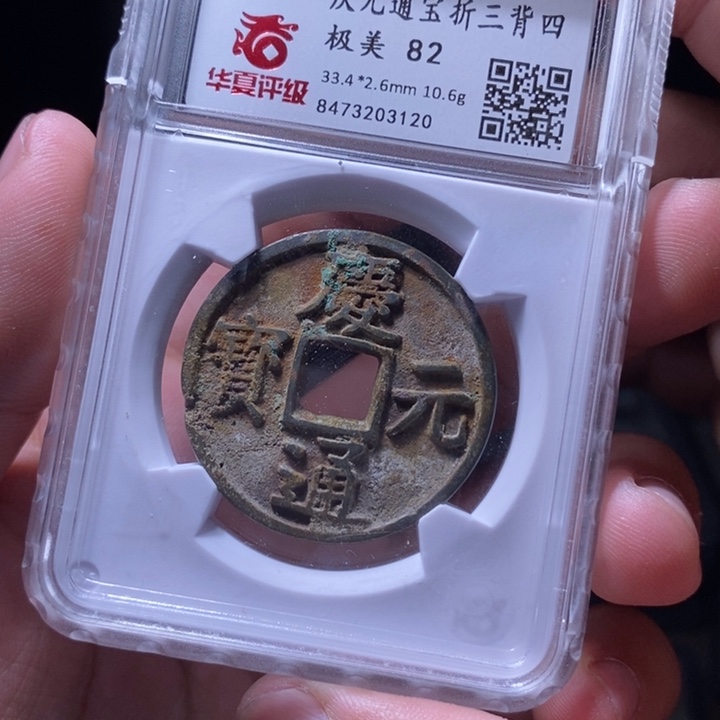 庆元通宝折三背四
极美 82
华夏评级
33.4*2.6mm 10.6g
8473203120
慶元通寶